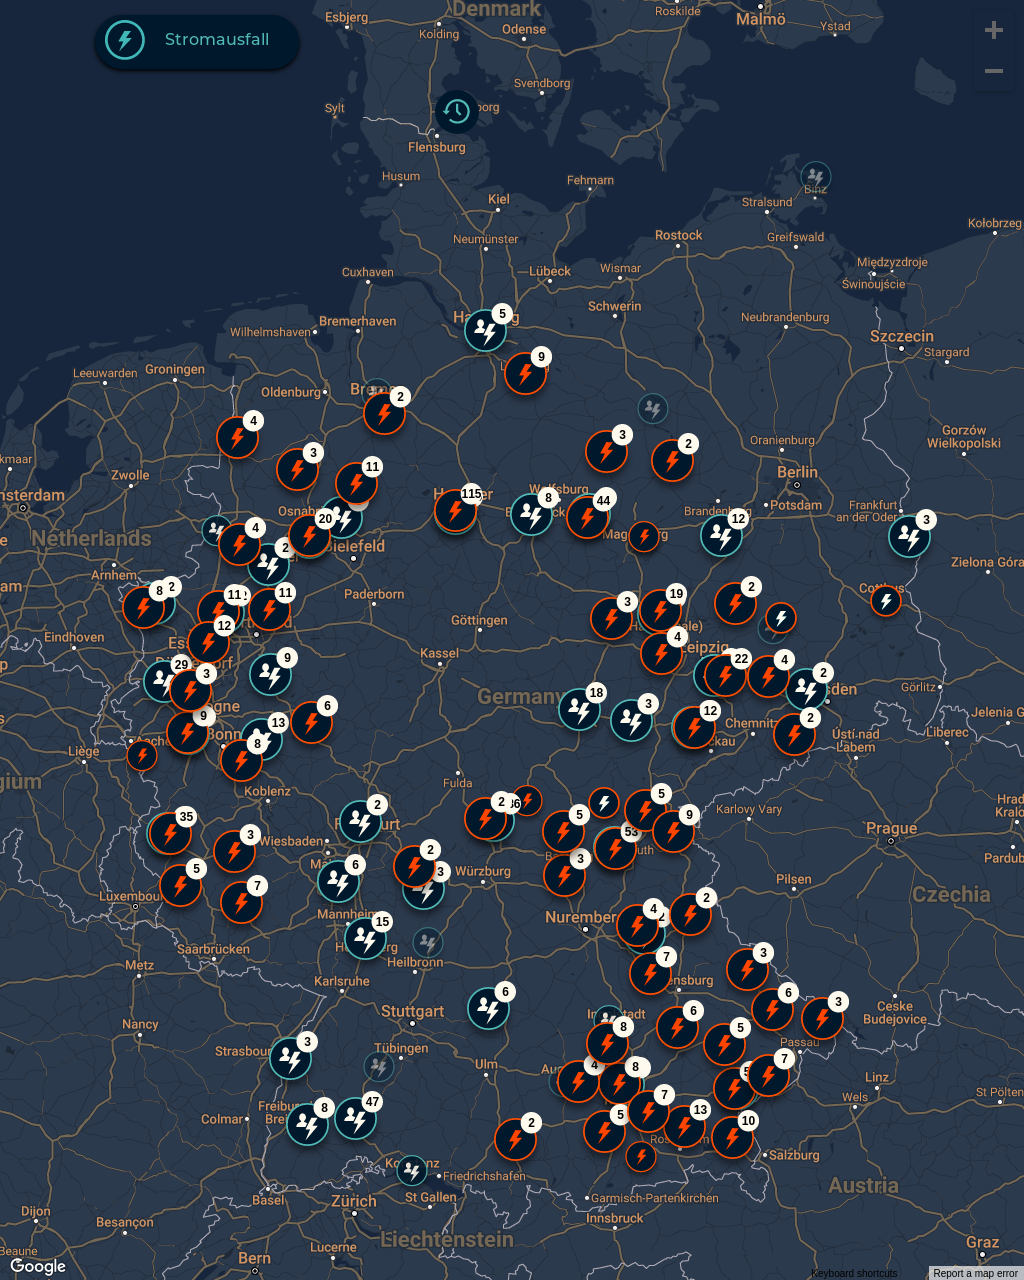 Stromausfall
Denmark
Esbjerg
Kolding
Odense
Roskilde
Malmö
Ystad
Svendborg
Sylt
Flensburg
Husum
Fehmarn
Binz
Kiel
Stralsund
Neumünster
Rostock
Greifswald
Kołobrzeg
Cuxhaven
Lübeck
Wismar
Międzyzdroje
Świnoujście
Schwerin
5
Wilhelmshaven
Bremerhaven
Neubrandenburg
Szczecin
Stargard
9
Leeuwarden
Groningen
Oldenburg
2
4
3
3
2
Oranienburg
Gorzów
Wielkopolski
Zwolle
11
Berlin
115
8
44
Potsdam
Frankfurt
an der Oder
20
12
3
Netherlands
4
2
Bielefeld
Zielona Góra
Arnhem
8
2
11
11
Paderborn
3
19
2
Cottbus
12
Göttingen
4
Eindhoven
9
Kassel
22
4
2
29
3
Germany
18
3
12
Görlitz
Jelenia G
6
9
13
Bonn
8
Chemnitz
2
Ústí nad
Labem
Liberec
Liège
Koblenz
Fulda
2
5
5
9
Karlovy Vary
Prague
Hrad
Králo
Pardub
35
2
53
3
Wiesbaden
2
3
6
Würzburg
3
Pilsen
Czechia
5
7
Luxembou
Mannheim
15
Nuremberg
4
2
7
3
Saarbrücken
Heilbronn
Metz
Karlsruhe
6
6
3
Ceske
Budejovice
Nancy
Stuttgart
8
6
5
Passau
Strasbour
3
Tübingen
Ulm
4
8
7
Linz
Wels
St Pölten
Colmar
8
47
2
5
7
13
10
Salzburg
Friedrichshafen
Garmisch-Partenkirchen
Austria
Basel
Zürich
St Gallen
Innsbruck
Dijon
Besançon
Liechtenstein
Bern
Lucerne
Graz
Beaune
Google
Keyboard shortcuts
Report a map error